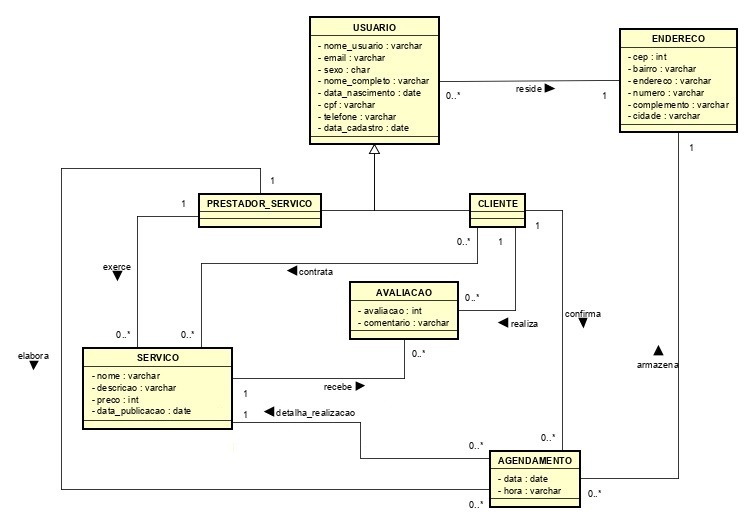 USUARIO
- nome_usuario : varchar
- email : varchar
- sexo : char
- nome_completo : varchar
- data_nascimento : date
- cpf : varchar
- telefone : varchar
- data_cadastro : date
ENDERECO
- cep : int
- bairro : varchar
- endereco : varchar
- numero : varchar
- complemento : varchar
- cidade : varchar
0..*
reside ►
1
1
1
PRESTADOR_SERVICO
1
CLIENTE
0..*
1
1
exerce
▼
◄ contrata
0..*
0..*
AVALIACAO
- avaliacao : int
- comentario : varchar
0..*
◄ realiza
confirma
▼
0..*
elabora
▼
▲
armazena
SERVICO
- nome : varchar
- descricao : varchar
- preco : int
- data_publicacao : date
recebe ►
1
1
◄ detalha_realizacao
0..*
0..*
AGENDAMENTO
- data : date
- hora : varchar
0..*
0..*